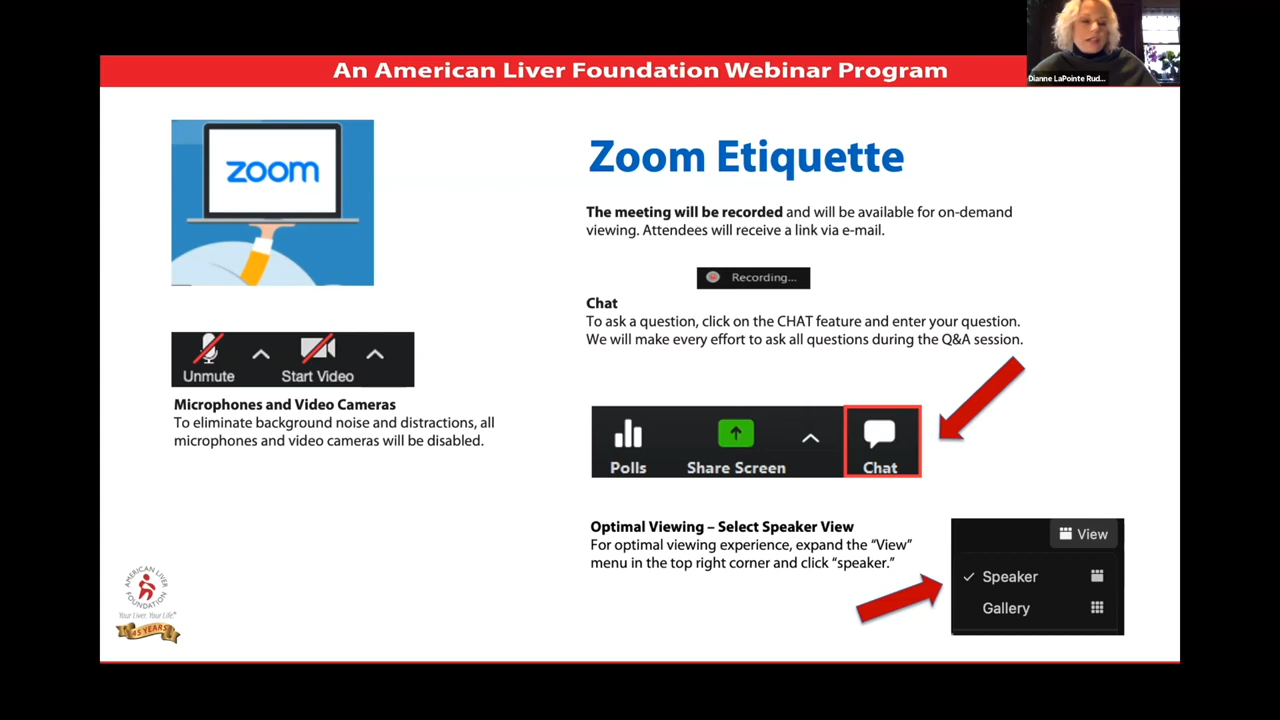 An American Liver Foundation Webinar Program
Dianne LaPointe Rud...
zoom
Zoom Etiquette
The meeting will be recorded and will be available for on-demand
viewing. Attendees will receive a link via e-mail.
Recording...
Chat
To ask a question, click on the CHAT feature and enter your question.
We will make every effort to ask all questions during the Q&A session.
Unmute
Start Video
Microphones and Video Cameras
To eliminate background noise and distractions, all
microphones and video cameras will be disabled.
Polls
Share Screen
Chat
Optimal Viewing – Select Speaker View
For optimal viewing experience, expand the “View”
menu in the top right corner and click “speaker.”
View
Speaker
Gallery
AMERICAN LIVER
FOUNDATION
Your Liver. Your Life.
45 YEARS